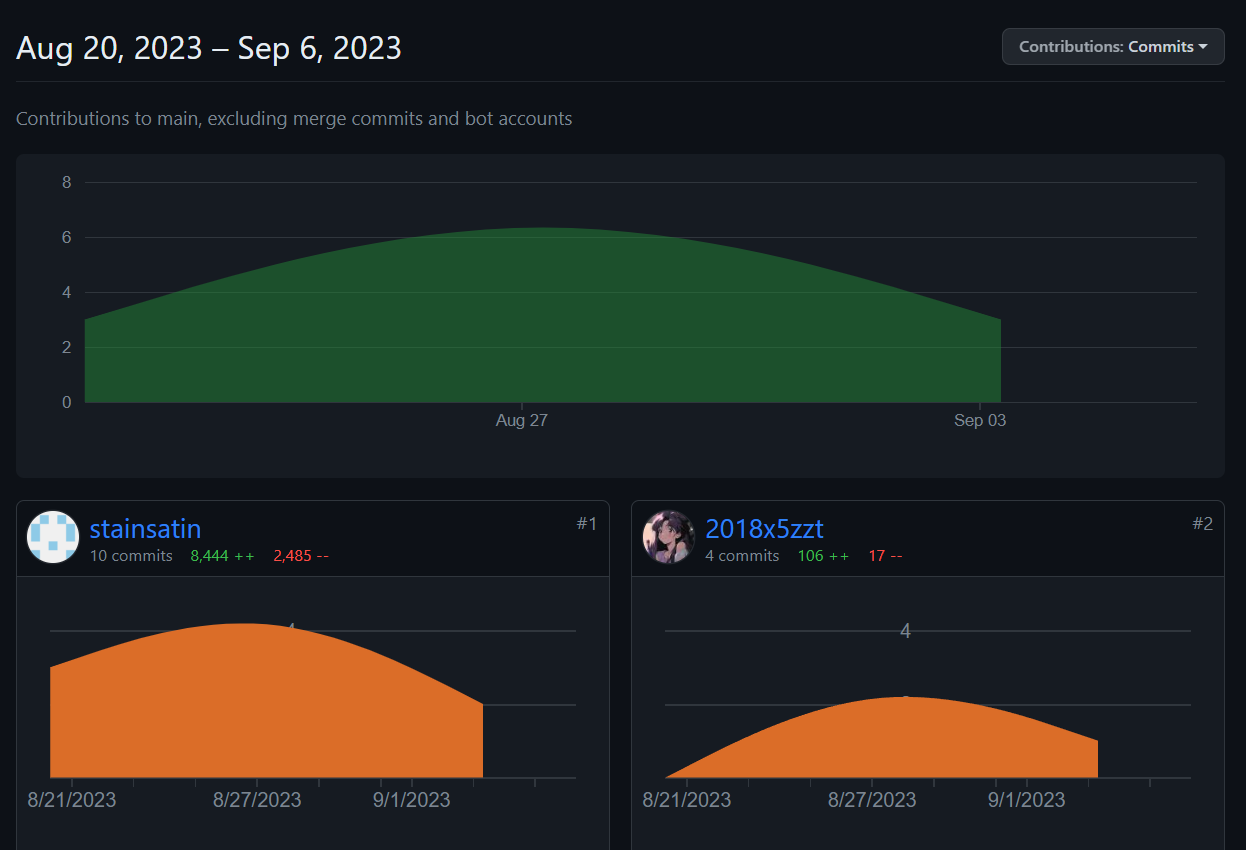 Aug 20, 2023 – Sep 6, 2023
Contributions: Commits
Contributions to main, excluding merge commits and bot accounts
8
6
4
2
0
Aug 27
Sep 03
stainsatin
#1
10 commits 8,444 ++ 2,485 --
8/21/2023 8/27/2023 9/1/2023
2018x5zzt
#2
4 commits 106 ++ 17 --
4
8/21/2023 8/27/2023 9/1/2023